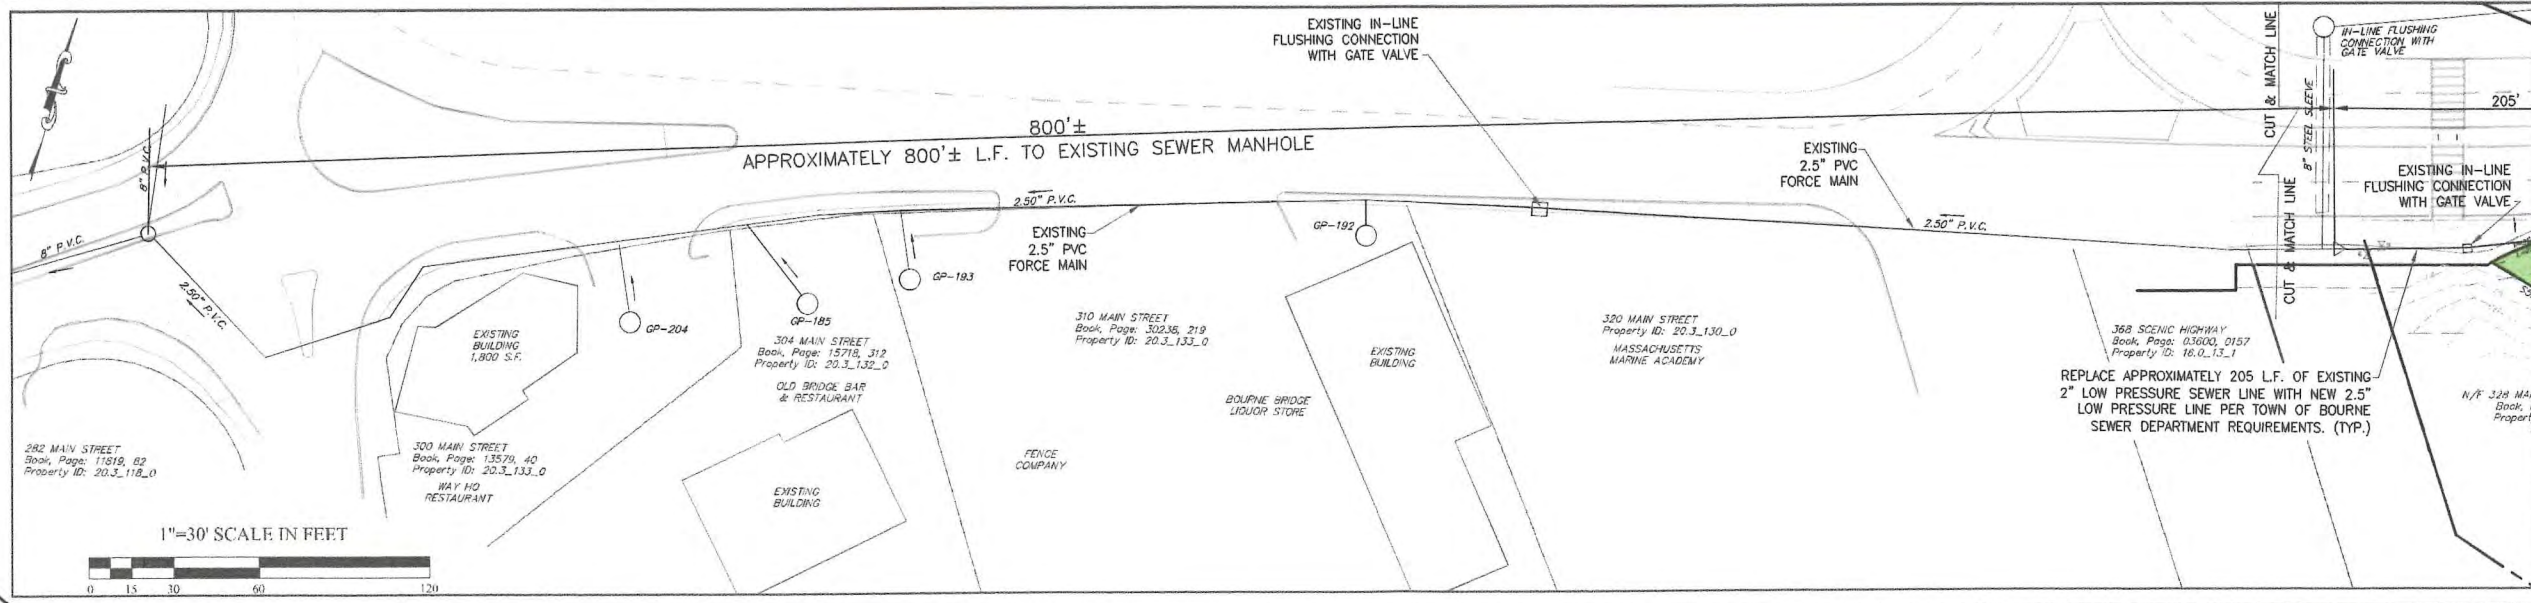 EXISTING IN-LINE
FLUSHING CONNECTION
WITH GATE VALVE
CUT & MATCH LINE
IN-LINE FLUSHING
CONNECTION WITH
GATE VALVE
8" STEEL SLEEVE
205'
800'±
APPROXIMATELY 800'± L.F. TO EXISTING SEWER MANHOLE
8" P.V.C.
EXISTING
2.5" PVC
FORCE MAIN
EXISTING IN-LINE
FLUSHING CONNECTION
WITH GATE VALVE
CUT & MATCH LINE
2.50" P.V.C.
EXISTING
2.5" PVC
FORCE MAIN
GP-192
2.50" P.V.C.
8" P.V.C.
2.50" P.V.C.
GP-193
GP-185
GP-204
EXISTING
BUILDING
1,800 S.F.
304 MAIN STREET
Book, Page: 15718, 312
Property ID: 20.3_132_0
OLD BRIDGE BAR
& RESTAURANT
310 MAIN STREET
Book, Page: 30236, 219
Property ID: 20.3_133_0
EXISTING
BUILDING
BOURNE BRIDGE
LIQUOR STORE
320 MAIN STREET
Property ID: 20.3_130_0
MASSACHUSETTS
MARINE ACADEMY
368 SCENIC HIGHWAY
Book, Page: 03600, 0157
Property ID: 16.0_13_1
REPLACE APPROXIMATELY 205 L.F. OF EXISTING
2" LOW PRESSURE SEWER LINE WITH NEW 2.5"
LOW PRESSURE LINE PER TOWN OF BOURNE
SEWER DEPARTMENT REQUIREMENTS. (TYP.)
N/F 328 MA
Book,
Propert
282 MAIN STREET
Book, Page: 11819, 82
Property ID: 20.3_118_0
300 MAIN STREET
Book, Page: 13579, 40
Property ID: 20.3_133_0
WAY HO
RESTAURANT
EXISTING
BUILDING
FENCE
COMPANY
1"=30' SCALE IN FEET
0 15 30 60 120